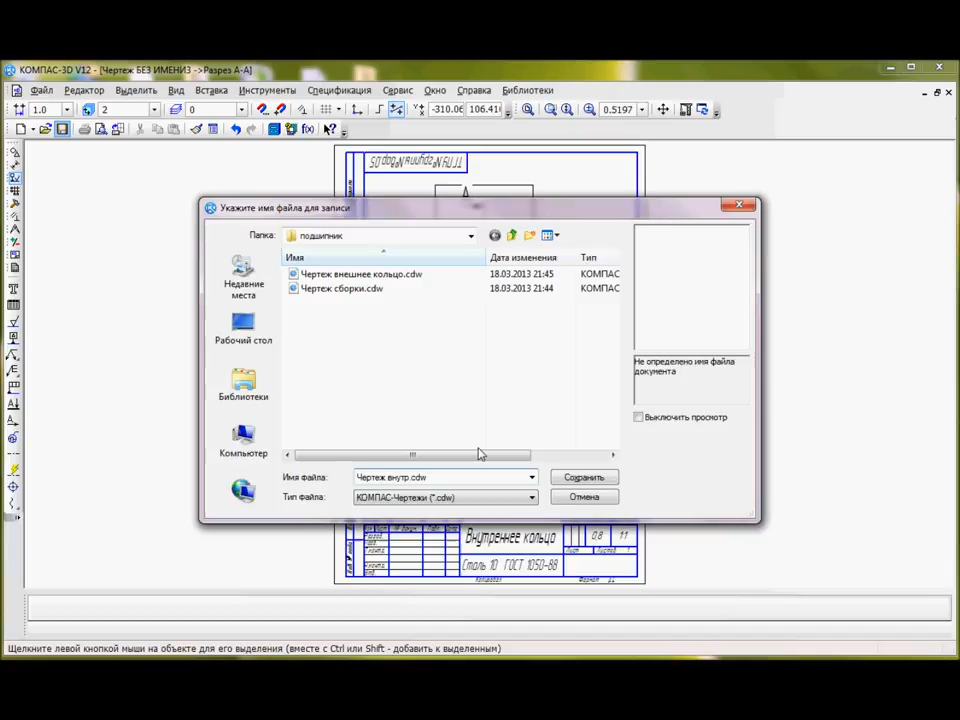 КОМПАС-3D V12 - [Чертеж БЕЗ ИМЕНИ3 ->Разрез А-А]
Файл Редактор Выделить Вид Вставка Инструменты Спецификация Сервис Окно Справка Библиотеки
1.0 2 0 -310.06 106.41 0.5197
f(x)
Укажите имя файла для записи
Папка: подшипник
Имя Дата изменения Тип
Чертеж внешнее кольцо.cdw 18.03.2013 21:45 КОМПАС
Чертеж сборки.cdw 18.03.2013 21:44 КОМПАС
Недавние места
Рабочий стол
Библиотеки
Компьютер
Не определено имя файла
документа
Выключить просмотр
Имя файла: Чертеж внутр.cdw Сохранить
Тип файла: КОМПАС-Чертежи (*.cdw) Отмена
А
Внутреннее кольцо 0,8 1:1
Лист Листов 1
Сталь 10 ГОСТ 1050-88
Копировал Формат
Щелкните левой кнопкой мыши на объекте для его выделения (вместе с Ctrl или Shift - добавить к выделенным)